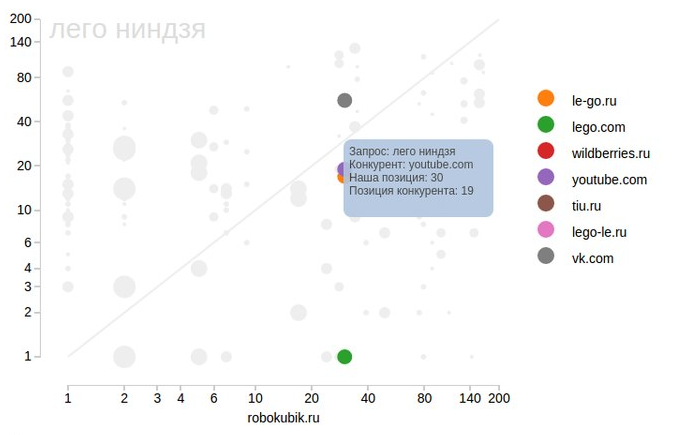 лего ниндзя
200
140
80
40
20
10
6
4
3
2
1
Запрос: лего ниндзя
Конкурент: youtube.com
Наша позиция: 30
Позиция конкурента: 19
le-go.ru
lego.com
wildberries.ru
youtube.com
tiu.ru
lego-le.ru
vk.com
1 2 3 4 6 10 20 40 80 140 200
robokubik.ru